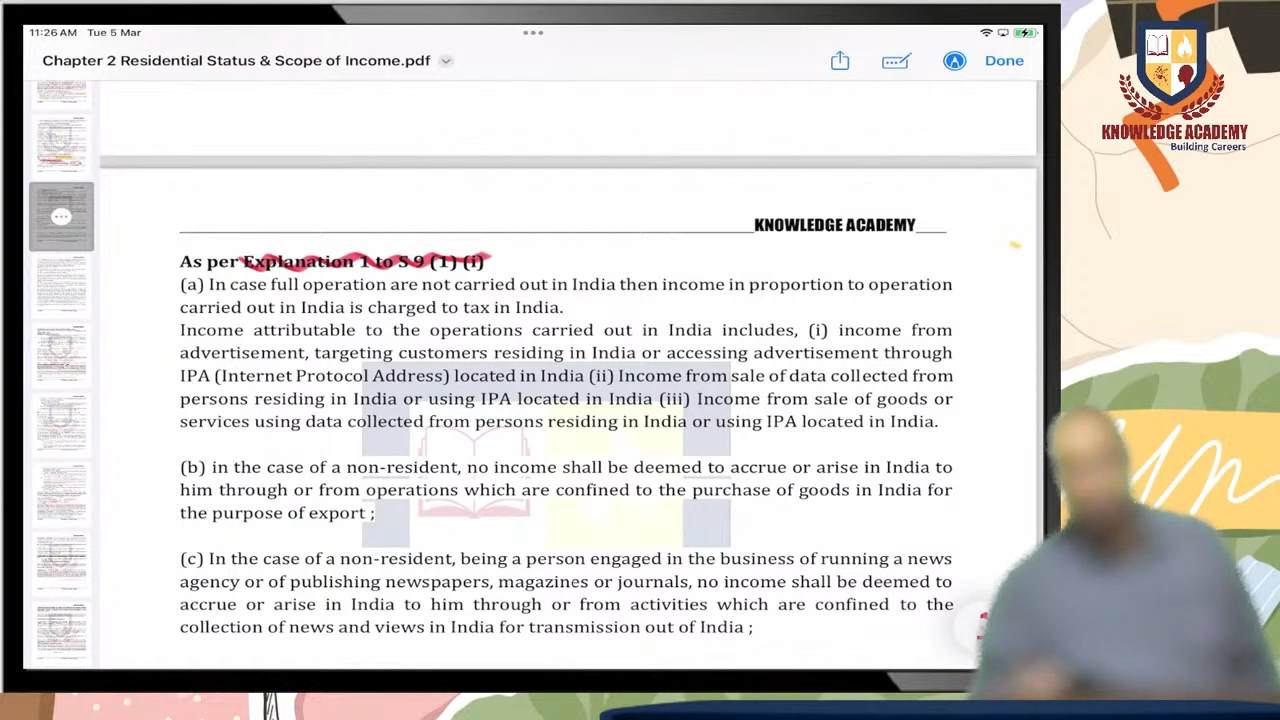 11:26 AM Tue 5 Mar
Chapter 2 Residential Status & Scope of Income.pdf
Done
KNOWLEDGE ACADEMY
Building Careers
KNOWLEDGE ACADEMY
As per explanation 1 to sec 9 (1) (i)
(a) In case full operation is not carried out in India then income in proportion to operation
carried out in India is charged to tax in India.
Income attributable to the operations carried out in India includes, (i) income from
advertisement targeting Indian customers or customers accessing advertisement through
IPA (Internet Protocol Address) located in India (ii) Income from sale of data collected from
persons residing in India or using IPA located in India (iii) Income from sale of goods or
services using data collected from persons residing in India or using IPA located in India.
(b) in the case of a non-resident, no income shall be deemed to accrue or arise in India to
him through or from operations which are confined to the purchase of goods in India for
the purpose of export;
(c) in the case of a non-resident, being a person engaged in the business of running a news
agency or of publishing newspapers, magazines or journals, no income shall be deemed to
accrue or arise in India to him through or from activities which are confined to the
collection of news and views in India for transmission out of India